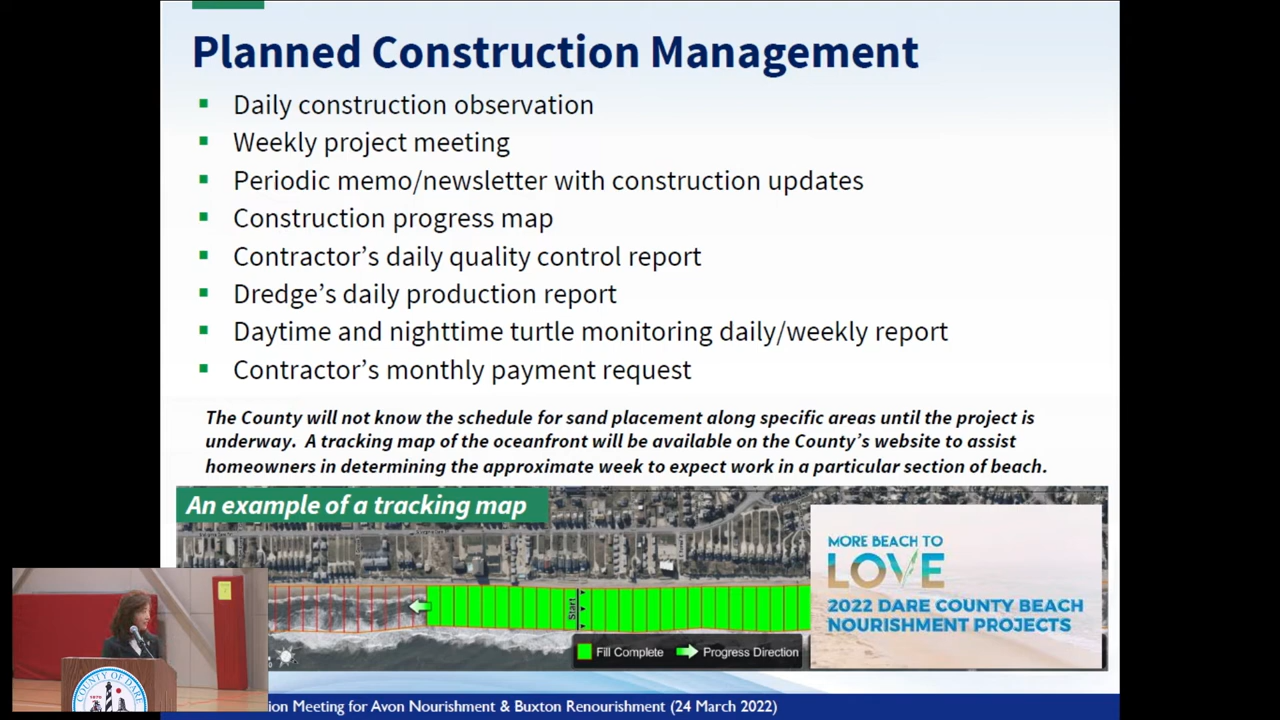 Planned Construction Management
▪ Daily construction observation
▪ Weekly project meeting
▪ Periodic memo/newsletter with construction updates
▪ Construction progress map
▪ Contractor’s daily quality control report
▪ Dredge’s daily production report
▪ Daytime and nighttime turtle monitoring daily/weekly report
▪ Contractor’s monthly payment request
The County will not know the schedule for sand placement along specific areas until the project is
underway. A tracking map of the oceanfront will be available on the County’s website to assist
homeowners in determining the approximate week to expect work in a particular section of beach.
An example of a tracking map
MORE BEACH TO
LOVE
2022 DARE COUNTY BEACH
NOURISHMENT PROJECTS
Start
Fill Complete
Progress Direction
COUNTY OF DARE
1870
ion Meeting for Avon Nourishment & Buxton Renourishment (24 March 2022)